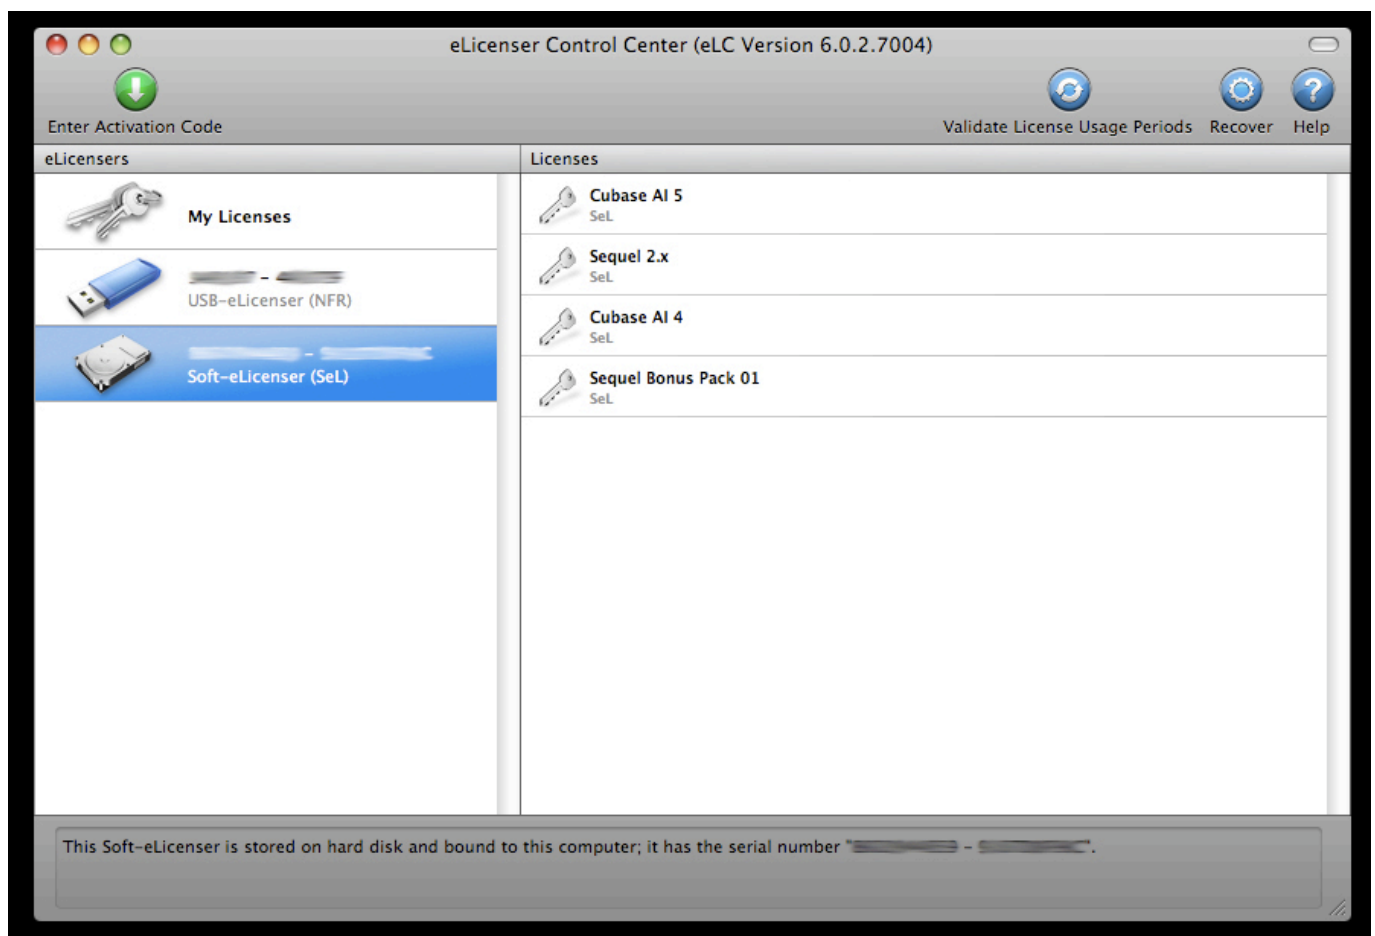 eLicenser Control Center (eLC Version 6.0.2.7004)
Enter Activation Code
Validate License Usage Periods
Recover
Help
eLicensers
Licenses
My Licenses
-
USB-eLicenser (NFR)
-
Soft-eLicenser (SeL)
Cubase AI 5
SeL
Sequel 2.x
SeL
Cubase AI 4
SeL
Sequel Bonus Pack 01
SeL
This Soft-eLicenser is stored on hard disk and bound to this computer; it has the serial number " - ".